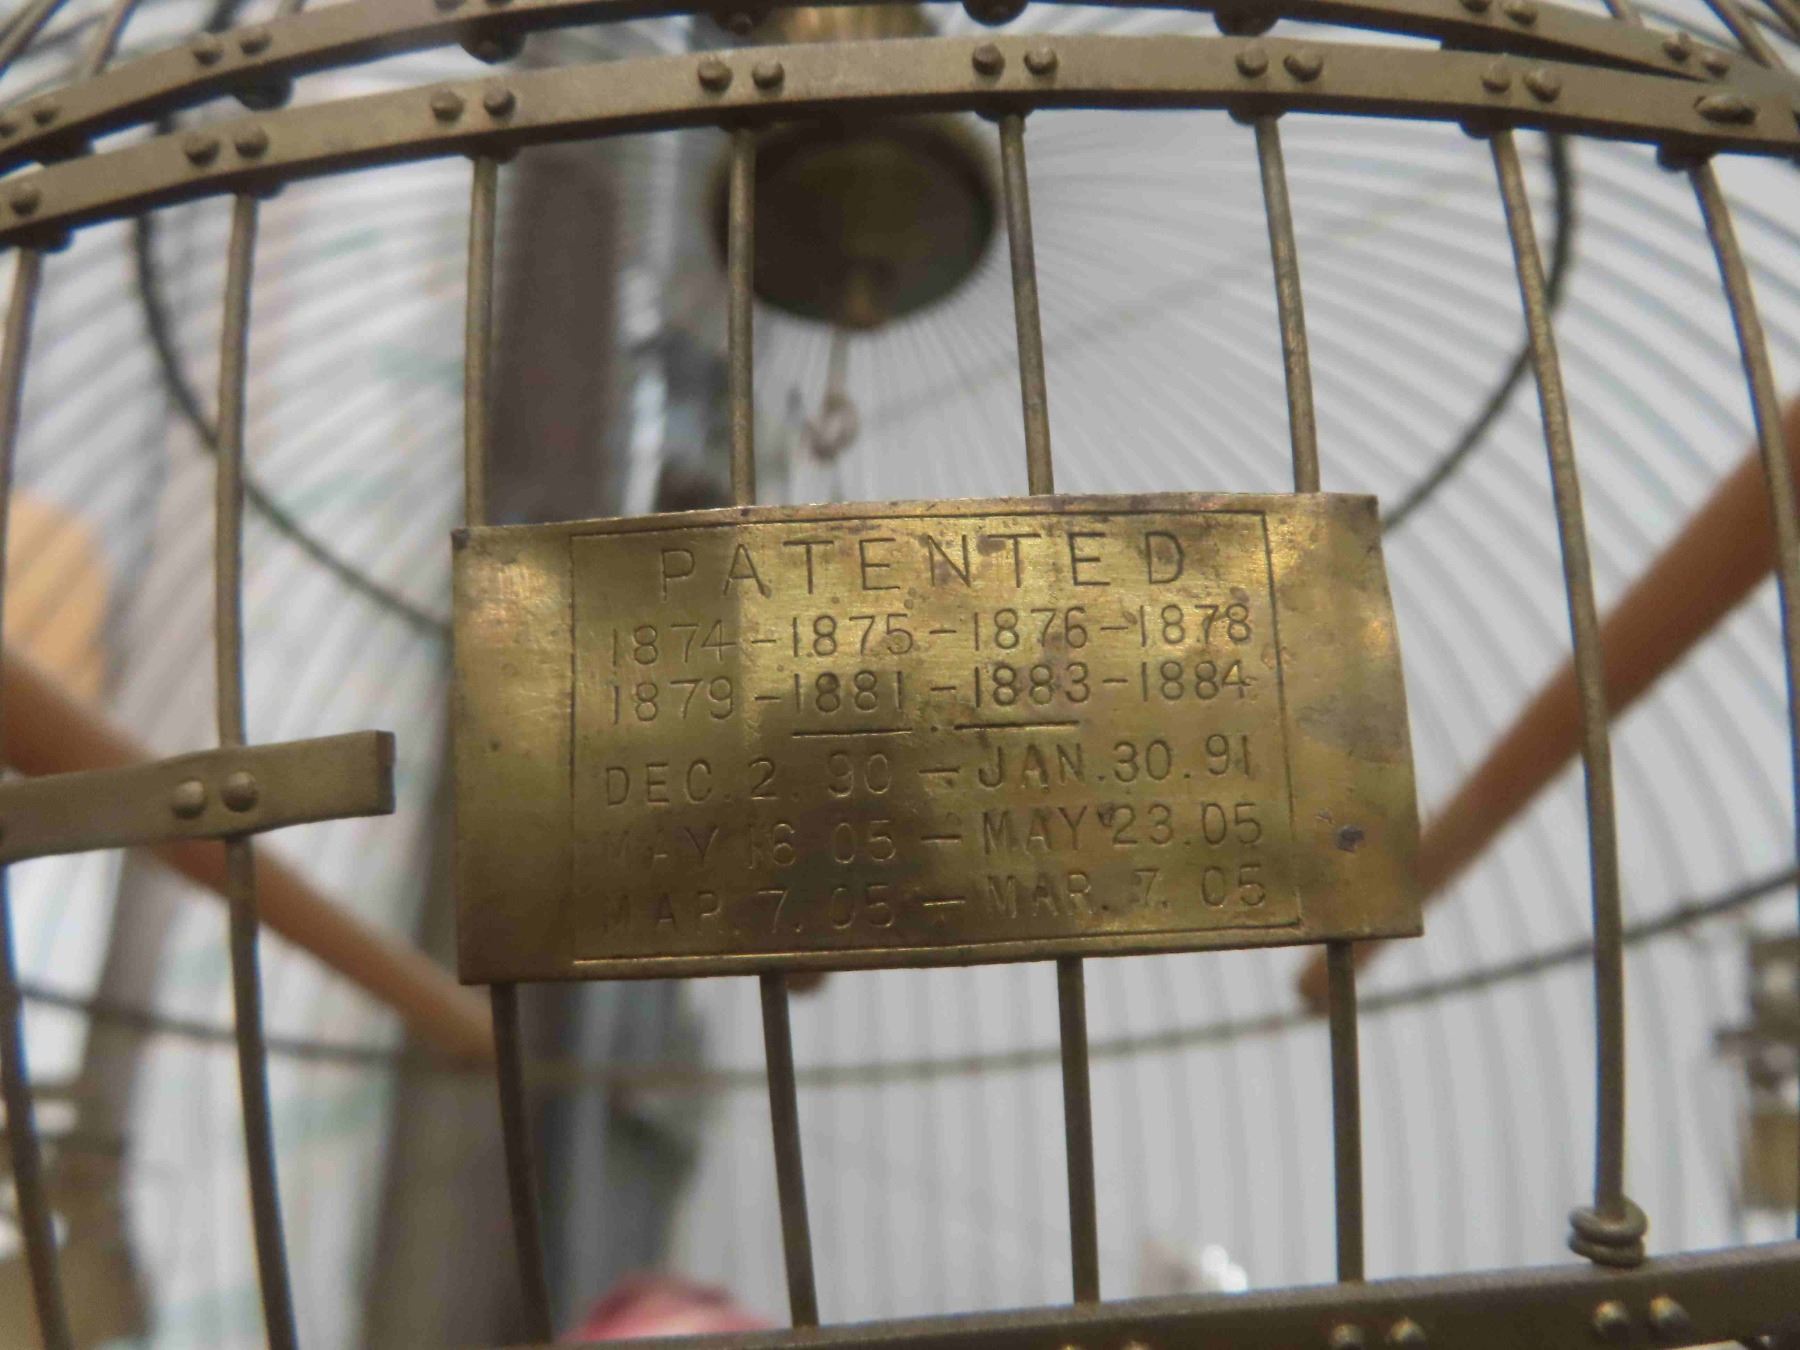 PATENTED
1874-1875-1876-1878
1879-1881-1883-1884
DEC. 2. 90 - JAN. 30. 91
MAY 16 05 - MAY 23. 05
MAR. 7. 05 - MAR. 7. 05